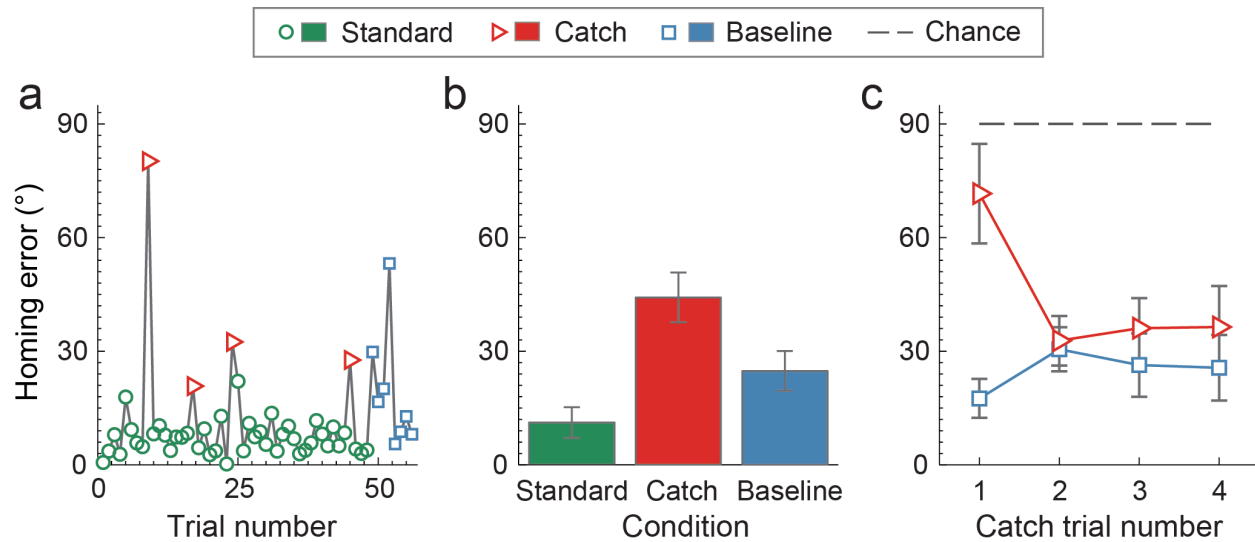 Standard Catch Baseline Chance
a b c
Homing error (°)
90
60
30
0
0 25 50
Trial number
90
60
30
0
Standard Catch Baseline
Condition
90
60
30
0
1 2 3 4
Catch trial number